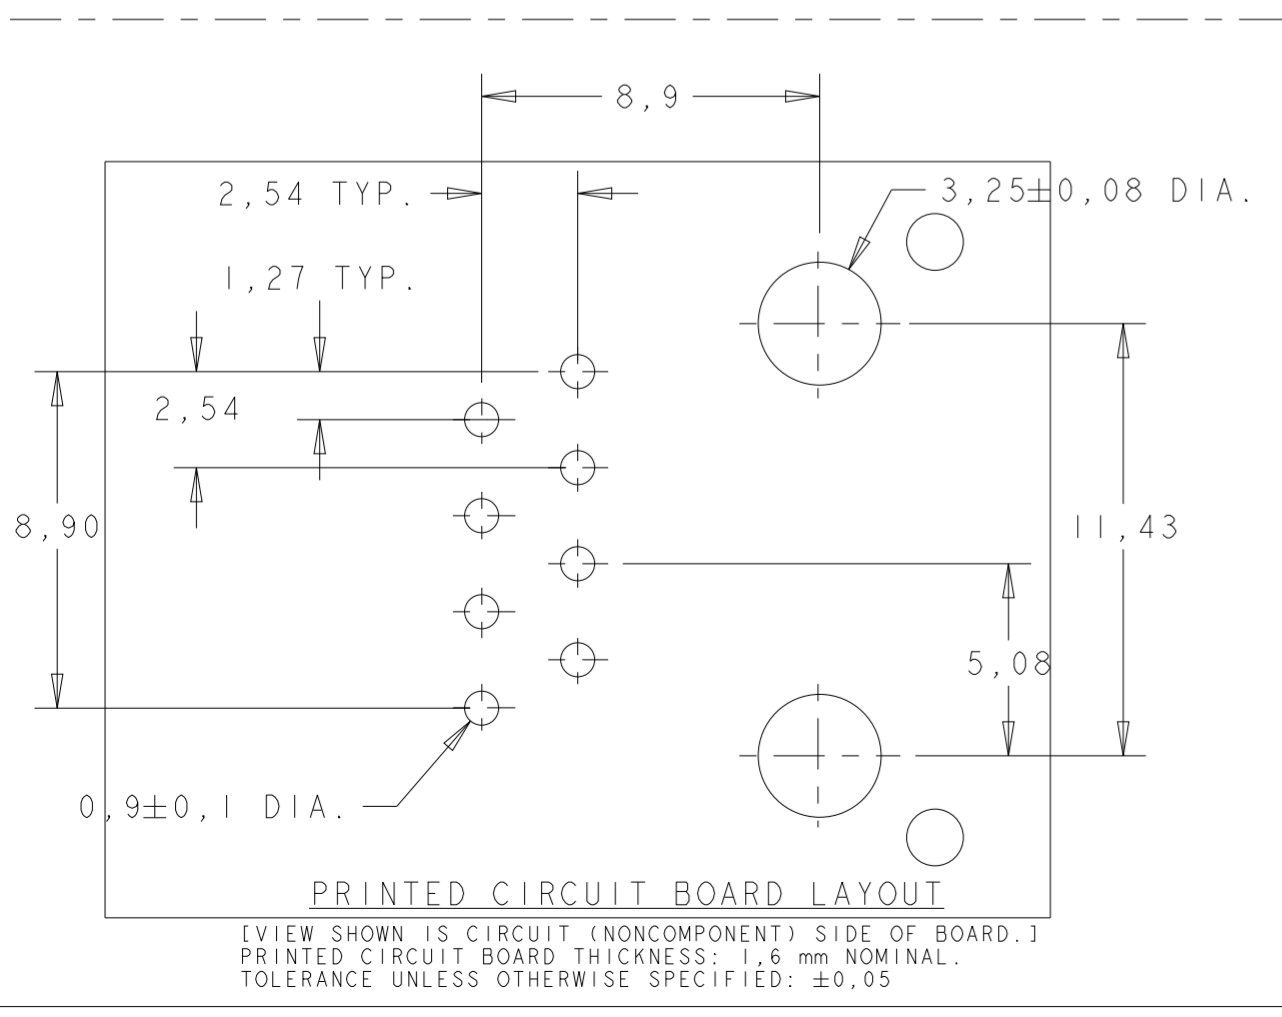 8,9
2,54 TYP.
3,25±0,08 DIA.
1,27 TYP.
2,54
8,90
11,43
5,08
0,9±0,1 DIA.
PRINTED CIRCUIT BOARD LAYOUT
[VIEW SHOWN IS CIRCUIT (NONCOMPONENT) SIDE OF BOARD.]
PRINTED CIRCUIT BOARD THICKNESS: 1,6 mm NOMINAL.
TOLERANCE UNLESS OTHERWISE SPECIFIED: ±0,05